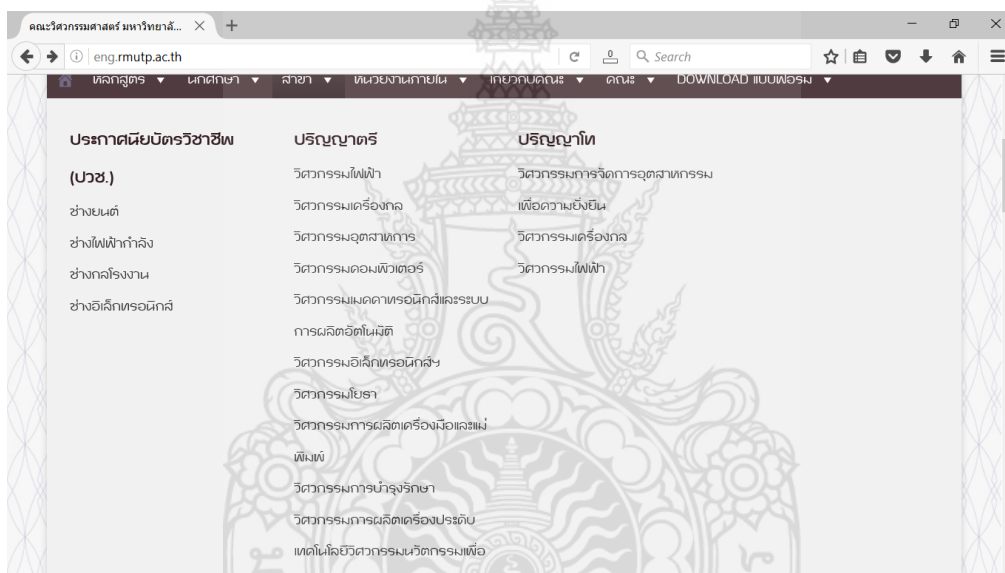 คณะวิศวกรรมศาสตร์ มหาวิทยาลั...
eng.rmutp.ac.th
Search
หลักสูตร นักศึกษา สาขา หน่วยงานภายใน เกี่ยวกับคณะ คณะ DOWNLOAD แบบฟอร์ม
ประกาศนียบัตรวิชาชีพ
(ปวช.)
ช่างยนต์
ช่างไฟฟ้ากำลัง
ช่างกลโรงงาน
ช่างอิเล็กทรอนิกส์
ปริญญาตรี
วิศวกรรมไฟฟ้า
วิศวกรรมเครื่องกล
วิศวกรรมอุตสาหการ
วิศวกรรมคอมพิวเตอร์
วิศวกรรมเมคคาทรอนิกส์และระบบ
การผลิตอัตโนมัติ
วิศวกรรมอิเล็กทรอนิกส์ฯ
วิศวกรรมโยธา
วิศวกรรมการผลิตเครื่องมือและแม่
พิมพ์
วิศวกรรมการบำรุงรักษา
วิศวกรรมการผลิตเครื่องประดับ
เทคโนโลยีวิศวกรรมนวัตกรรมเพื่อ
ปริญญาโท
วิศวกรรมการจัดการอุตสาหกรรม
เพื่อความยั่งยืน
วิศวกรรมเครื่องกล
วิศวกรรมไฟฟ้า